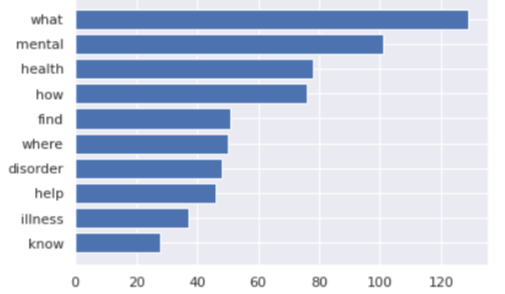 what
mental
health
how
find
where
disorder
help
illness
know
0 20 40 60 80 100 120